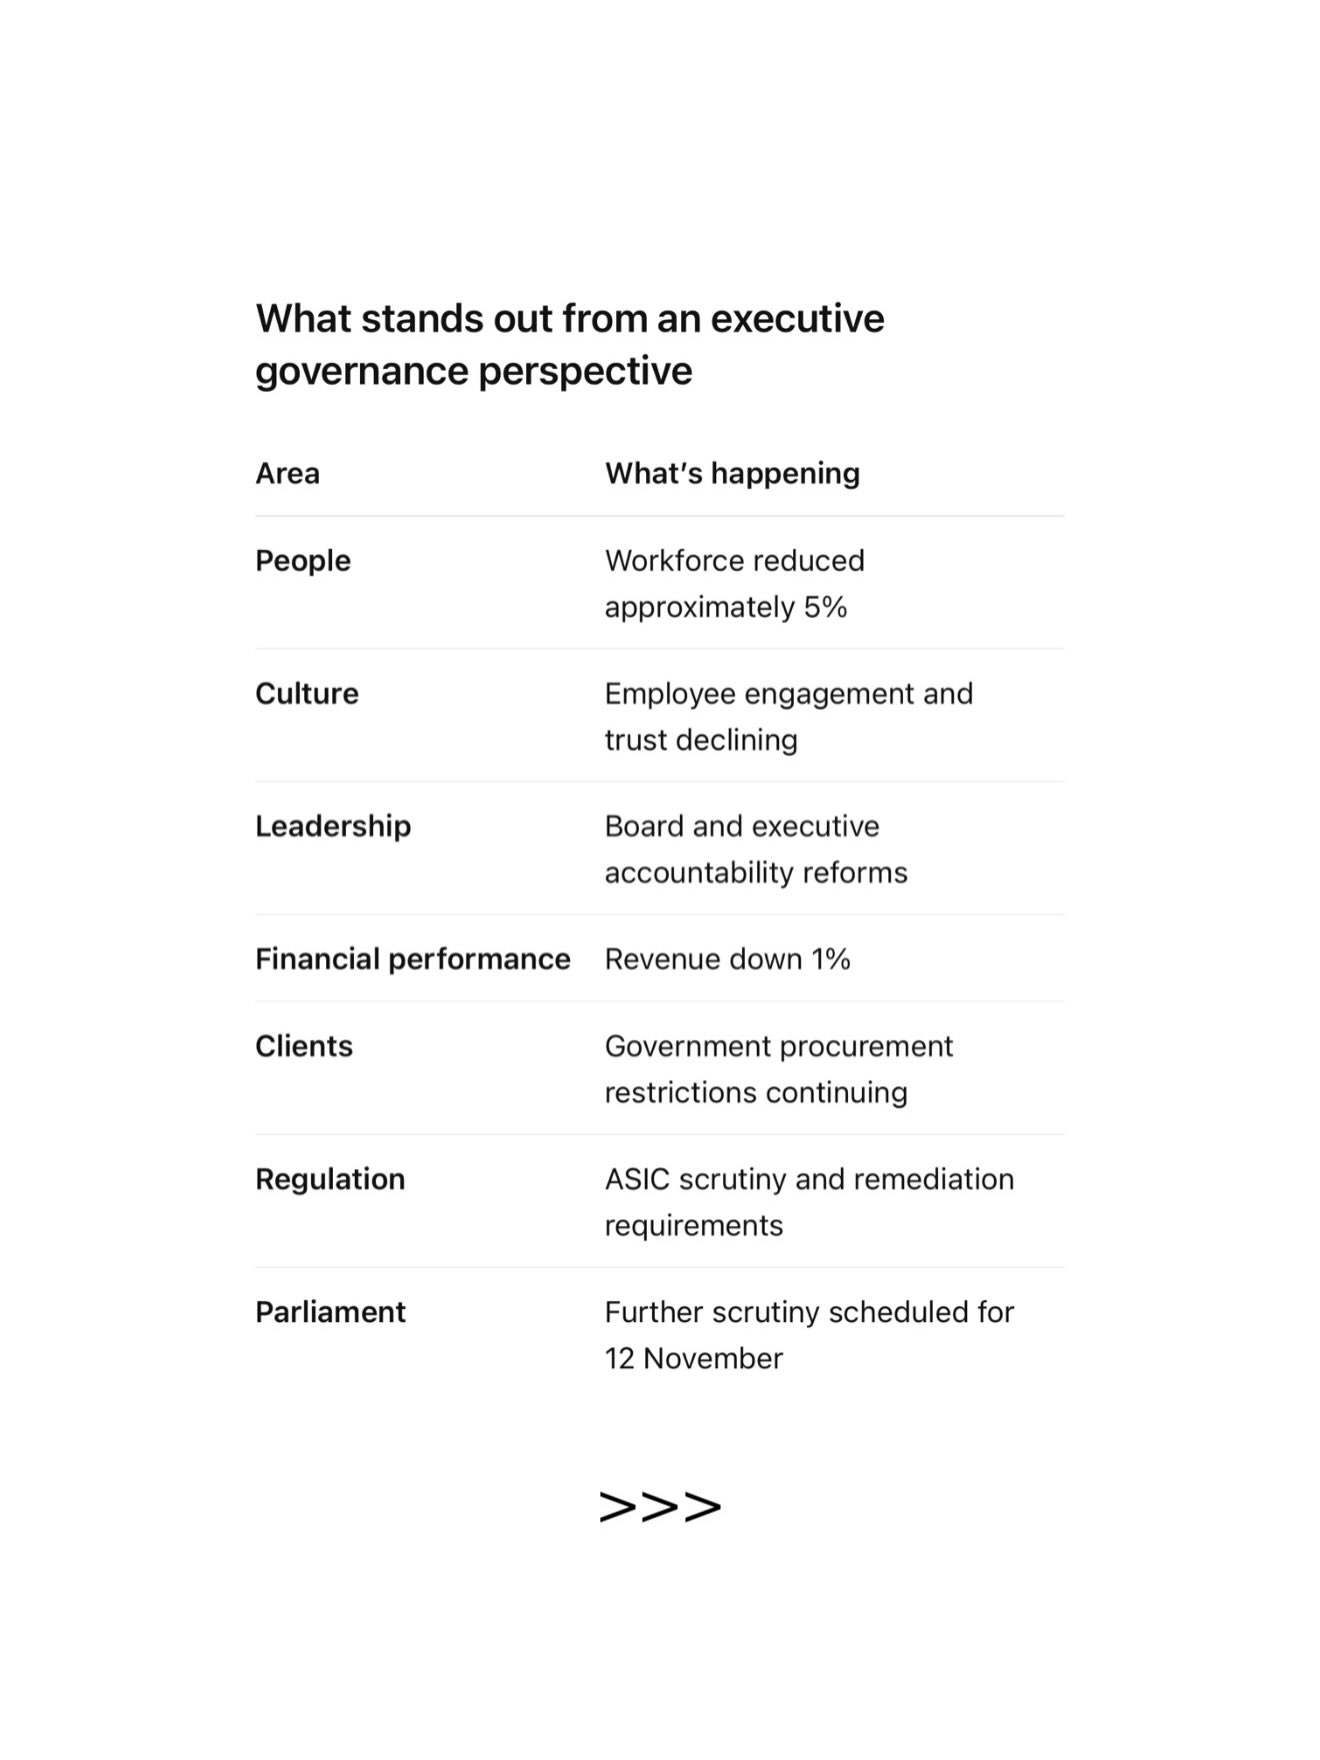 What stands out from an executive
governance perspective
Area What’s happening
People Workforce reduced
approximately 5%
Culture Employee engagement and
trust declining
Leadership Board and executive
accountability reforms
Financial performance Revenue down 1%
Clients Government procurement
restrictions continuing
Regulation ASIC scrutiny and remediation
requirements
Parliament Further scrutiny scheduled for
12 November
>>>